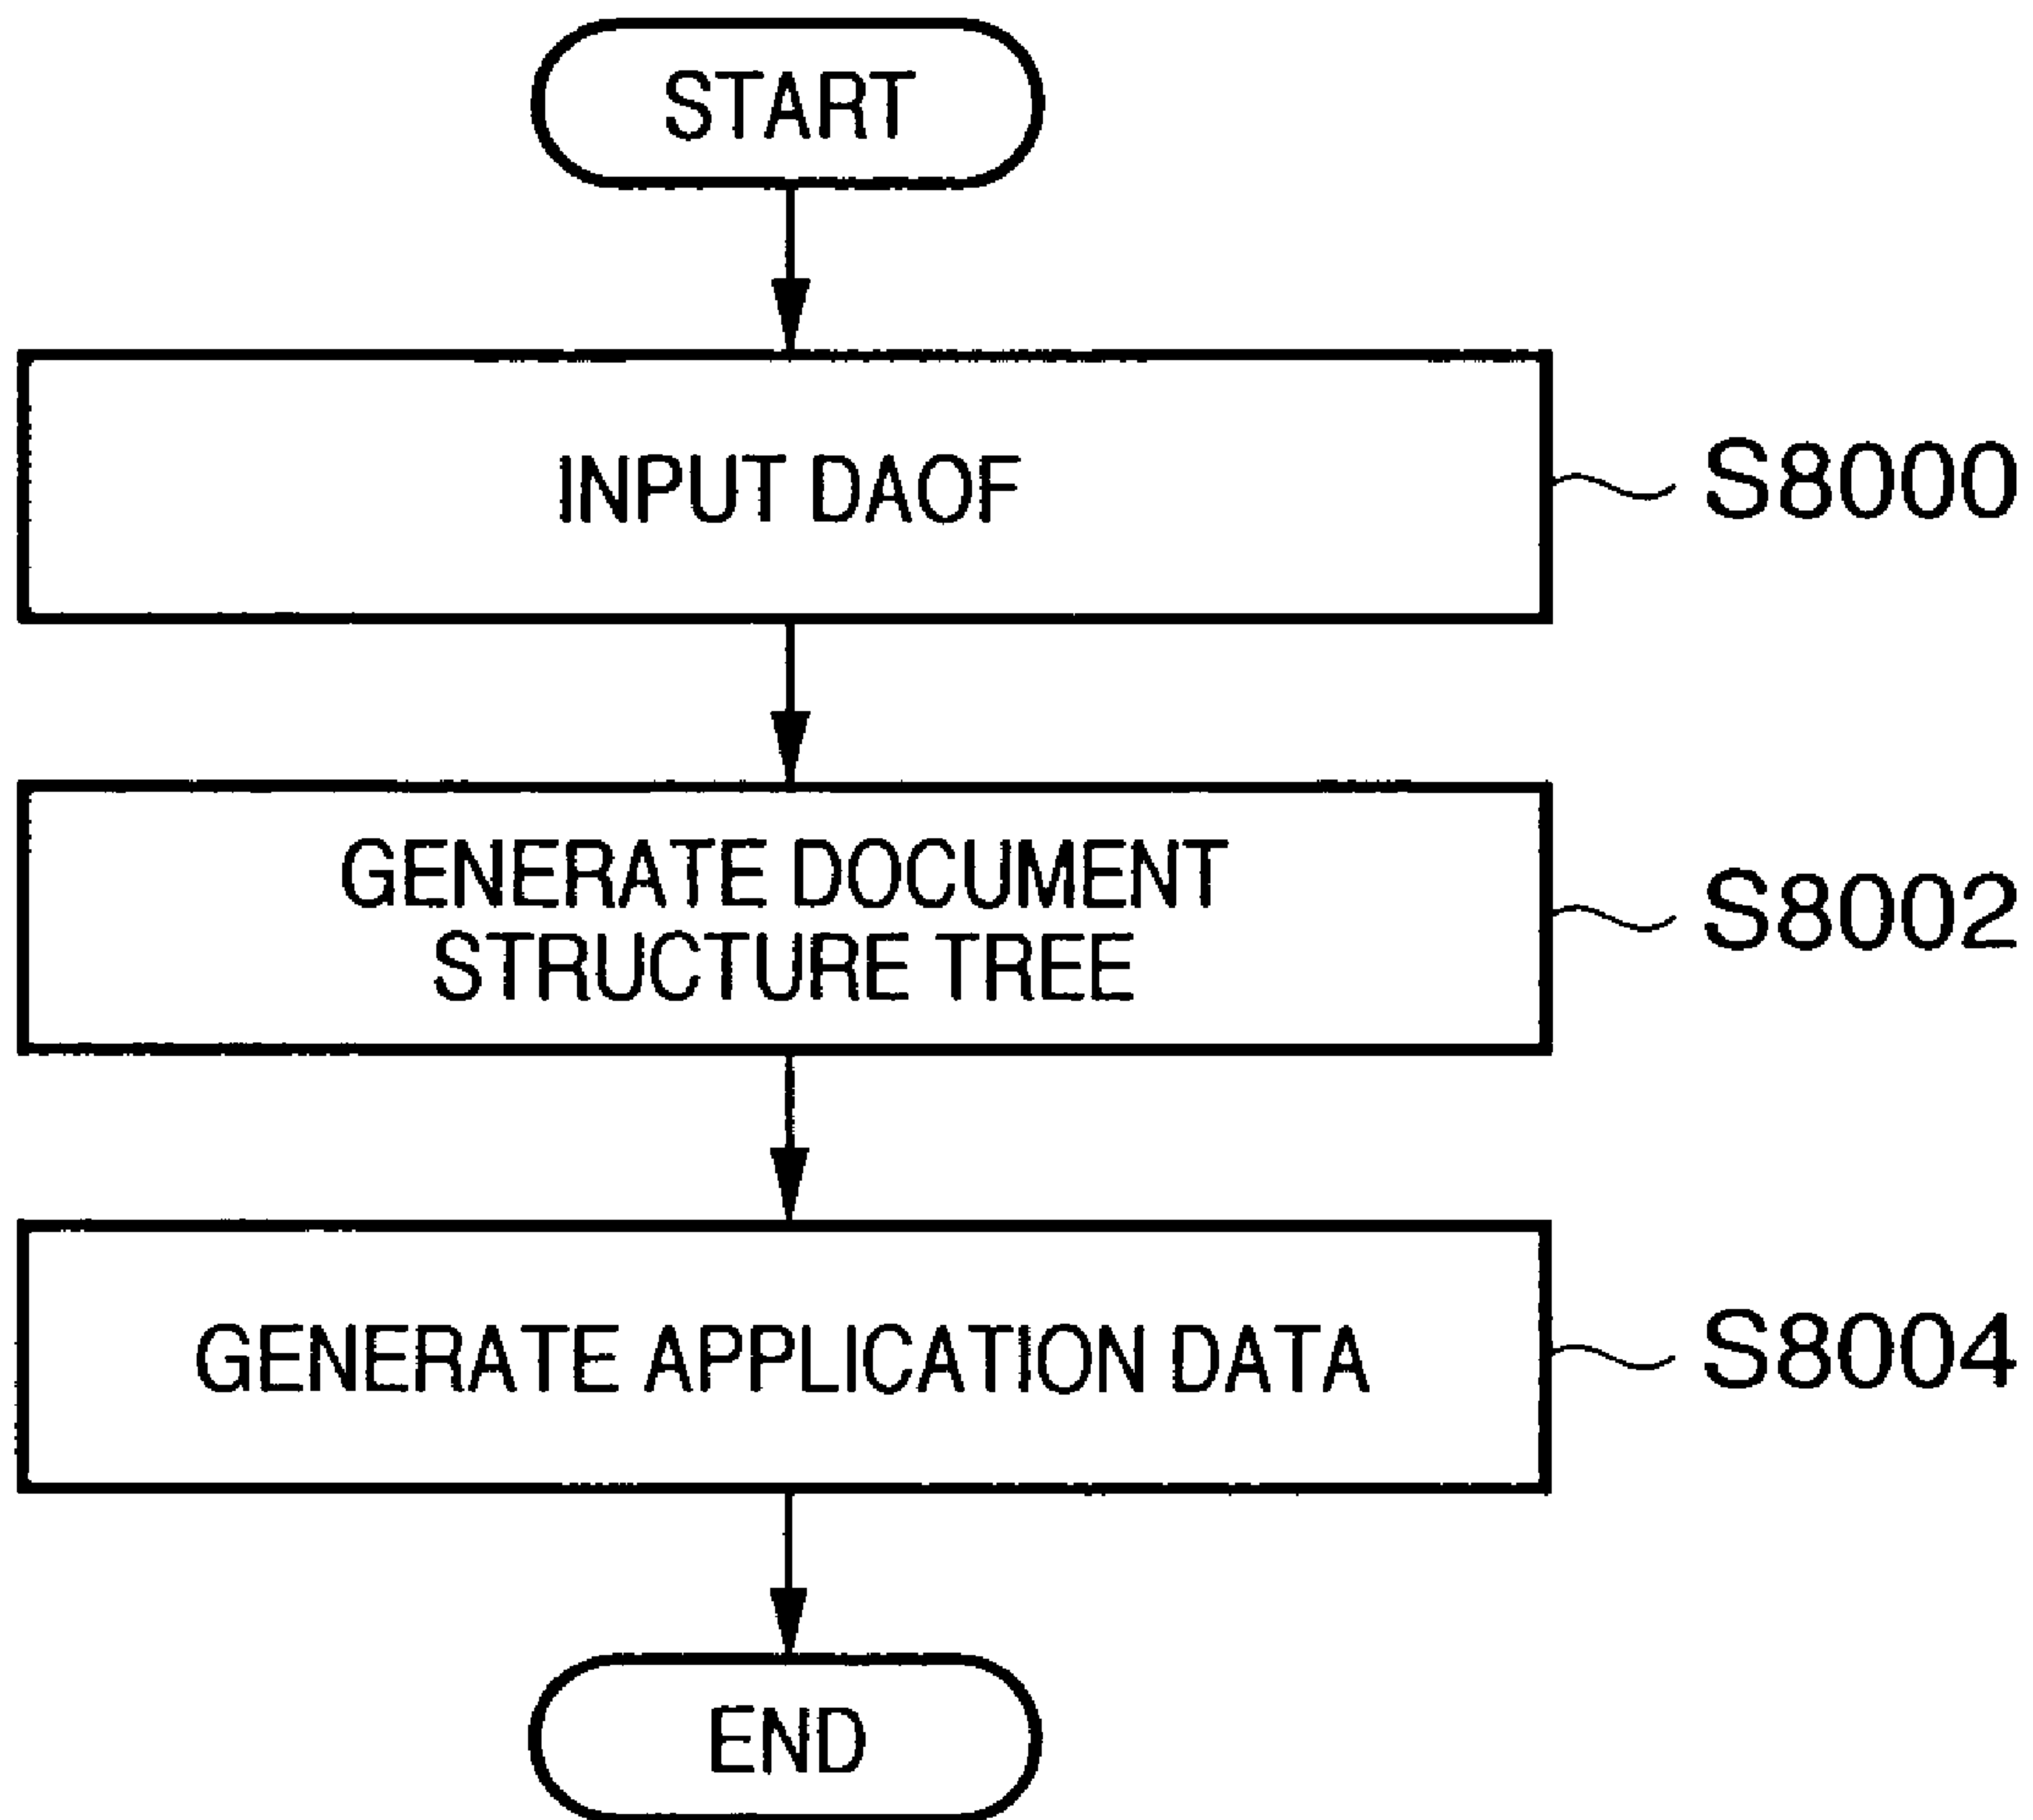 START
INPUT DAOF
S8000
GENERATE DOCUMENT
STRUCTURE TREE
S8002
GENERATE APPLICATION DATA
S8004
END